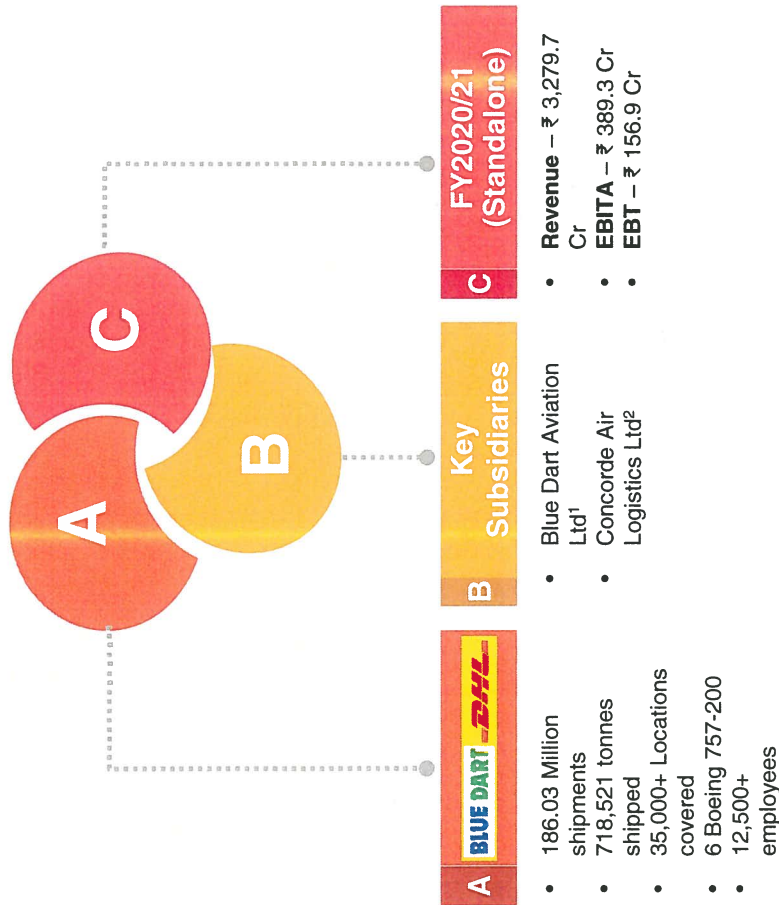 A
C
B
A
BLUE DART DHL
• 186.03 Million
shipments
• 718,521 tonnes
shipped
• 35,000+ Locations
covered
• 6 Boeing 757-200
• 12,500+
employees
B
Key
Subsidiaries
• Blue Dart Aviation
Ltd¹
• Concorde Air
Logistics Ltd²
C
FY2020/21
(Standalone)
• Revenue – ₹ 3,279.7
Cr
• EBITA – ₹ 389.3 Cr
• EBT – ₹ 156.9 Cr